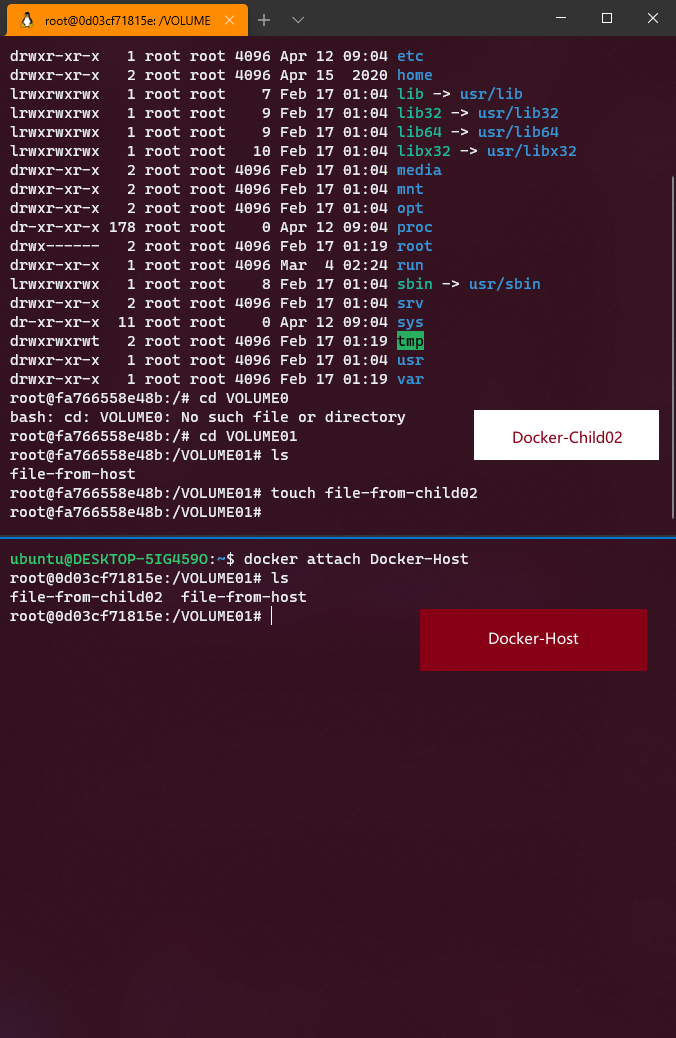 root@0d03cf71815e: /VOLUME
drwxr-xr-x   1 root root 4096 Apr 12 09:04 etc
drwxr-xr-x   2 root root 4096 Apr 15  2020 home
lrwxrwxrwx   1 root root    7 Feb 17 01:04 lib -> usr/lib
lrwxrwxrwx   1 root root    9 Feb 17 01:04 lib32 -> usr/lib32
lrwxrwxrwx   1 root root    9 Feb 17 01:04 lib64 -> usr/lib64
lrwxrwxrwx   1 root root   10 Feb 17 01:04 libx32 -> usr/libx32
drwxr-xr-x   2 root root 4096 Feb 17 01:04 media
drwxr-xr-x   2 root root 4096 Feb 17 01:04 mnt
drwxr-xr-x   2 root root 4096 Feb 17 01:04 opt
dr-xr-xr-x 178 root root    0 Apr 12 09:04 proc
drwx------   2 root root 4096 Feb 17 01:19 root
drwxr-xr-x   1 root root 4096 Mar  4 02:24 run
lrwxrwxrwx   1 root root    8 Feb 17 01:04 sbin -> usr/sbin
drwxr-xr-x   2 root root 4096 Feb 17 01:04 srv
dr-xr-xr-x  11 root root    0 Apr 12 09:04 sys
drwxrwxrwt   2 root root 4096 Feb 17 01:19 tmp
drwxr-xr-x   1 root root 4096 Feb 17 01:04 usr
drwxr-xr-x   1 root root 4096 Feb 17 01:19 var
root@fa766558e48b:/# cd VOLUME0
bash: cd: VOLUME0: No such file or directory
root@fa766558e48b:/# cd VOLUME01
Docker-Child02
root@fa766558e48b:/VOLUME01# ls
file-from-host
root@fa766558e48b:/VOLUME01# touch file-from-child02
root@fa766558e48b:/VOLUME01#
ubuntu@DESKTOP-5IG459O:~$ docker attach Docker-Host
root@0d03cf71815e:/VOLUME01# ls
file-from-child02  file-from-host
root@0d03cf71815e:/VOLUME01#
Docker-Host